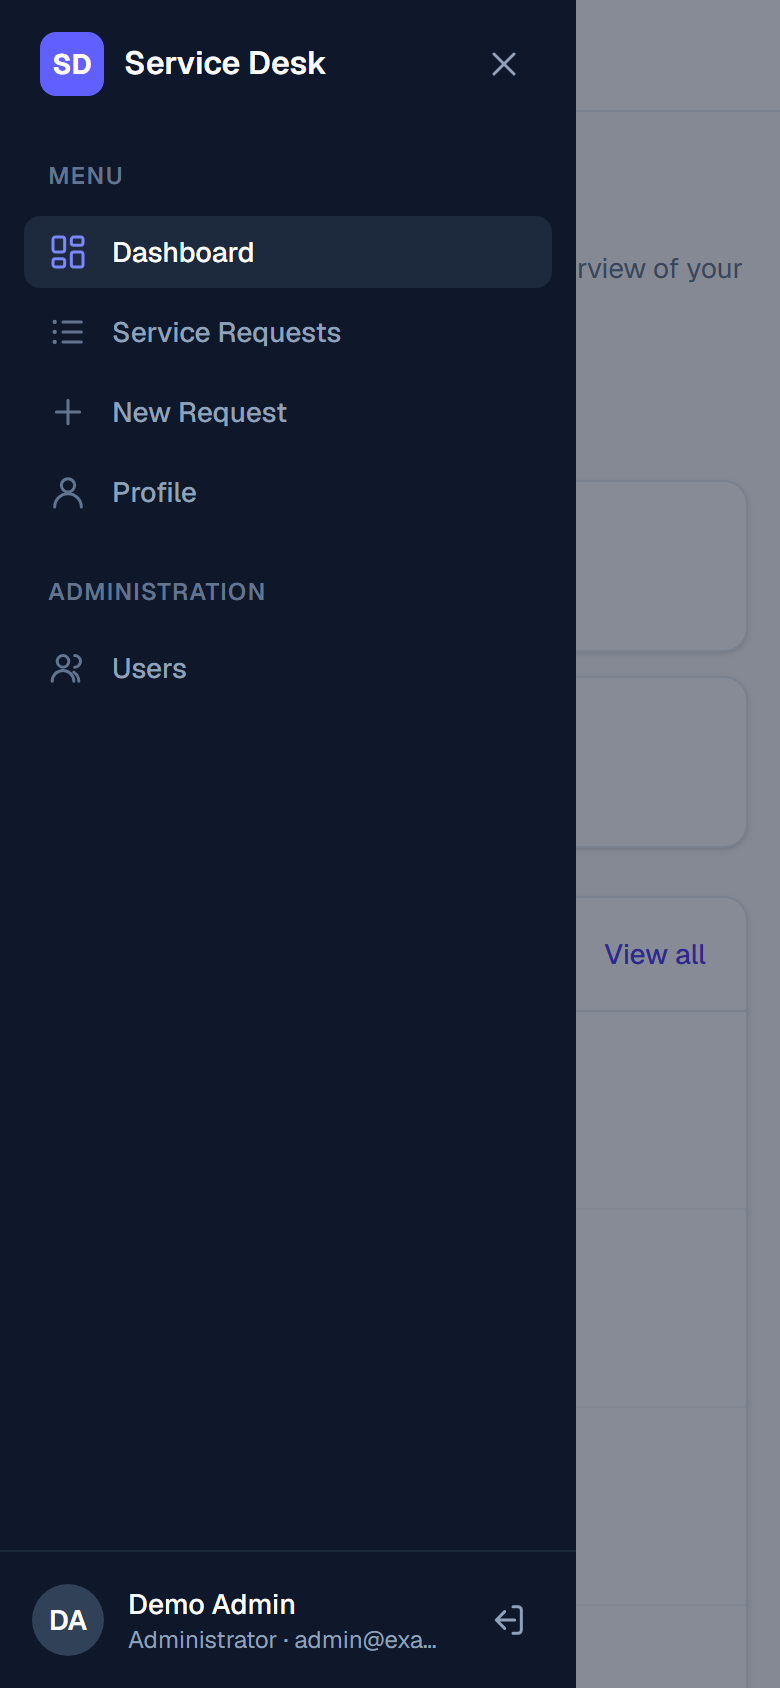 SD
Service Desk
MENU
Dashboard
Service Requests
New Request
Profile
ADMINISTRATION
Users
DA
Demo Admin
Administrator · admin@exa…
rview of your
View all